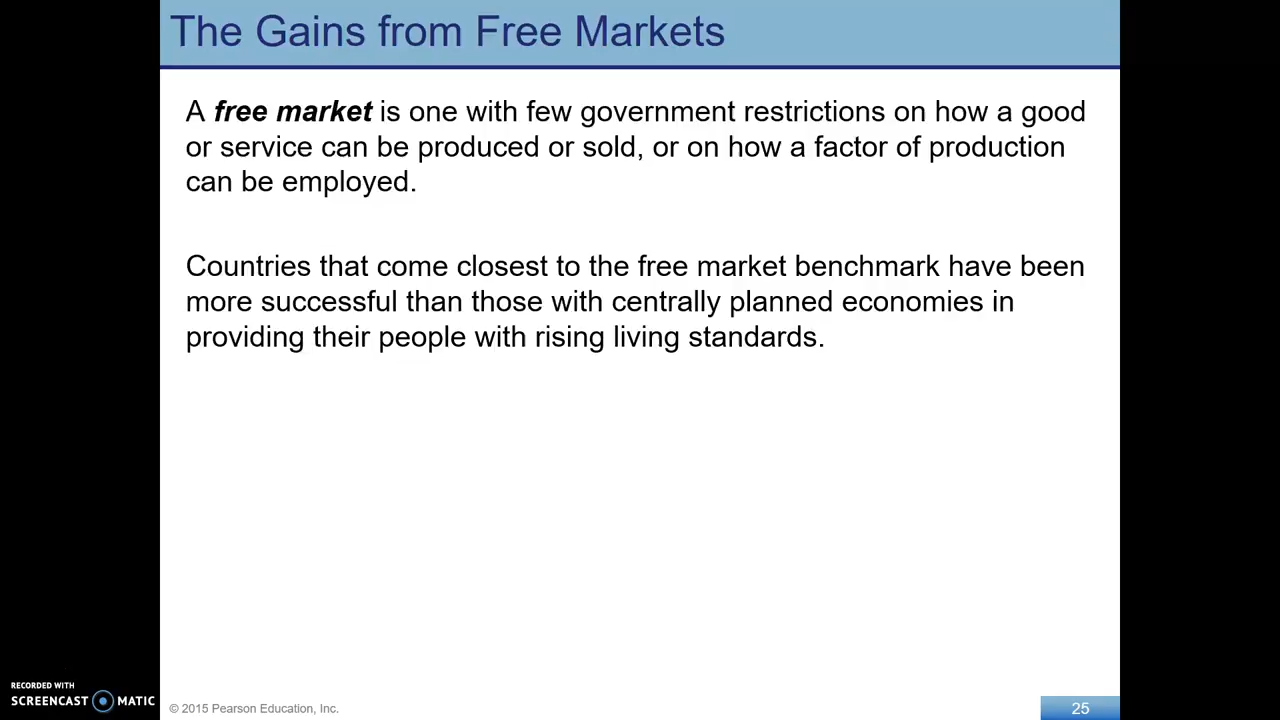 The Gains from Free Markets
A free market is one with few government restrictions on how a good
or service can be produced or sold, or on how a factor of production
can be employed.
Countries that come closest to the free market benchmark have been
more successful than those with centrally planned economies in
providing their people with rising living standards.
RECORDED WITH
SCREENCAST MATIC
© 2015 Pearson Education, Inc.
25